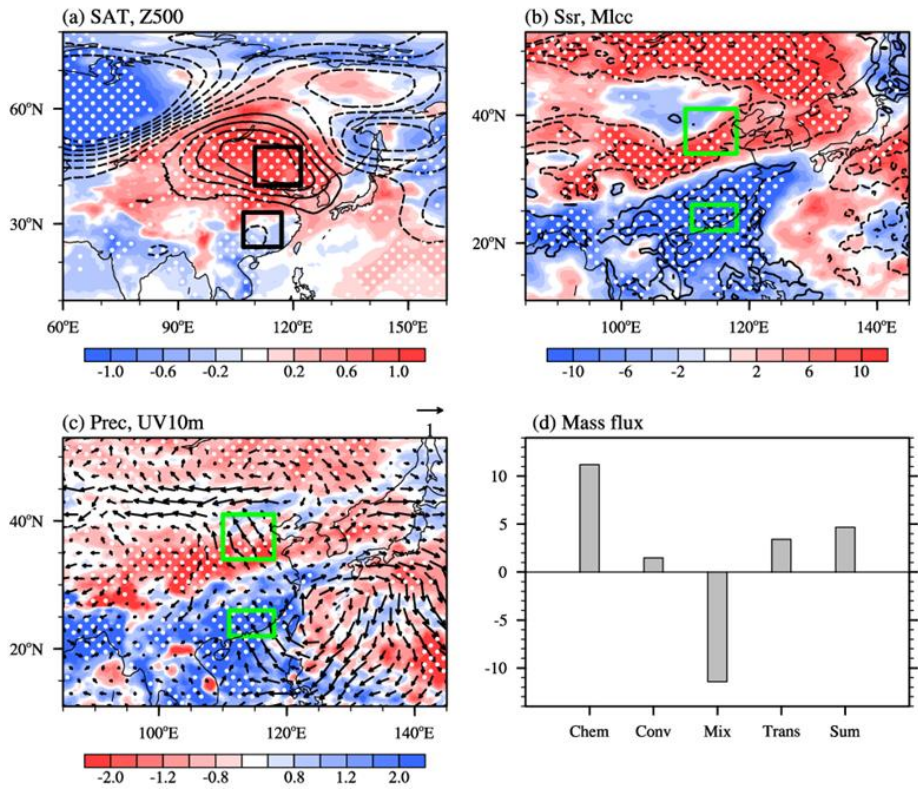 (a) SAT, Z500
60°N
30°N
60°E 90°E 120°E 150°E
-1.0 -0.6 -0.2 0.2 0.6 1.0
(b) Ssr, Mlcc
40°N
20°N
100°E 120°E 140°E
-10 -6 -2 2 6 10
(c) Prec, UV10m
1
40°N
20°N
100°E 120°E 140°E
-2.0 -1.2 -0.8 0.8 1.2 2.0
(d) Mass flux
10
5
0
-5
-10
Chem Conv Mix Trans Sum